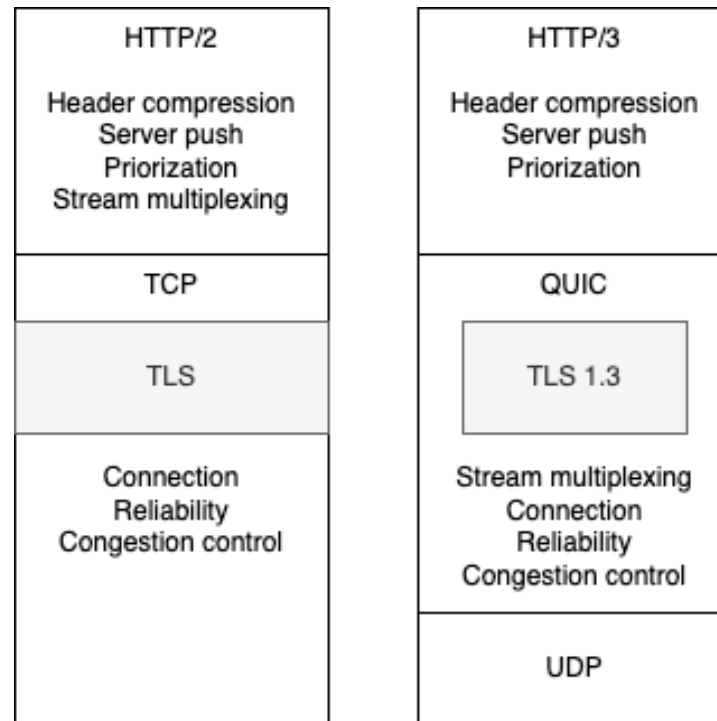 HTTP/2
Header compression
Server push
Priorization
Stream multiplexing
TCP
TLS
Connection
Reliability
Congestion control
HTTP/3
Header compression
Server push
Priorization
QUIC
TLS 1.3
Stream multiplexing
Connection
Reliability
Congestion control
UDP